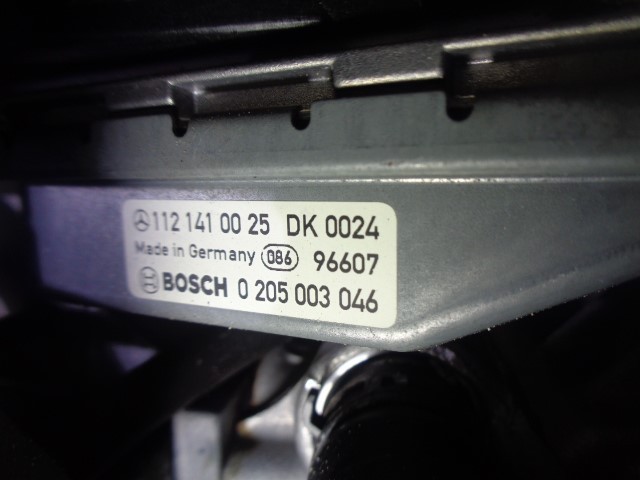 112 141 00 25 DK 0024
Made in Germany 086 96607
BOSCH 0 205 003 046